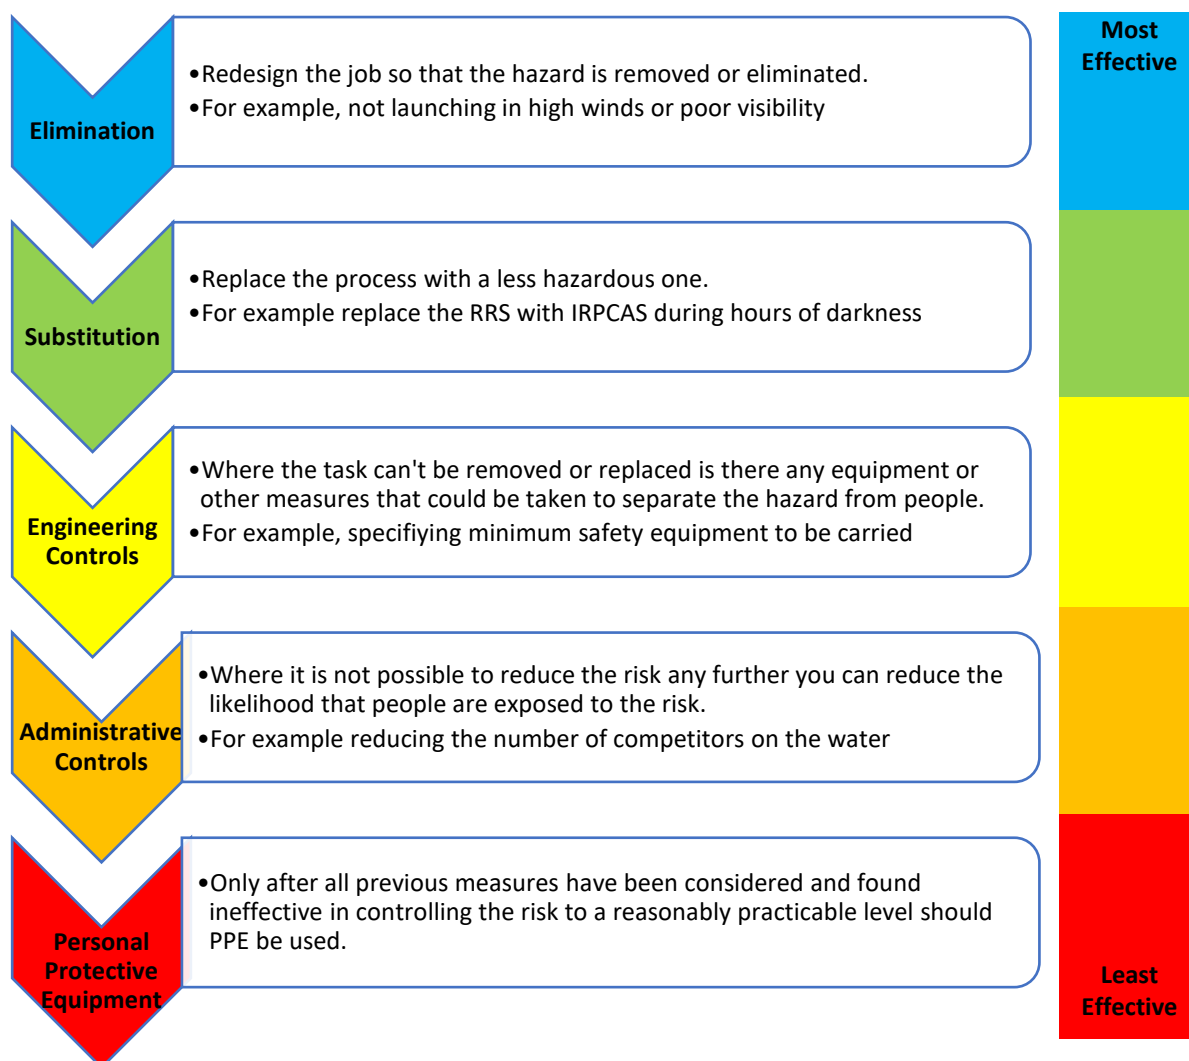 Most
Effective
•Redesign the job so that the hazard is removed or eliminated.
•For example, not launching in high winds or poor visibility
Elimination
•Replace the process with a less hazardous one.
•For example replace the RRS with IRPCAS during hours of darkness
Substitution
•Where the task can't be removed or replaced is there any equipment or
other measures that could be taken to separate the hazard from people.
•For example, specifiying minimum safety equipment to be carried
Engineering
Controls
•Where it is not possible to reduce the risk any further you can reduce the
likelihood that people are exposed to the risk.
•For example reducing the number of competitors on the water
Administrative
Controls
•Only after all previous measures have been considered and found
ineffective in controlling the risk to a reasonably practicable level should
PPE be used.
Personal
Protective
Equipment
Least
Effective